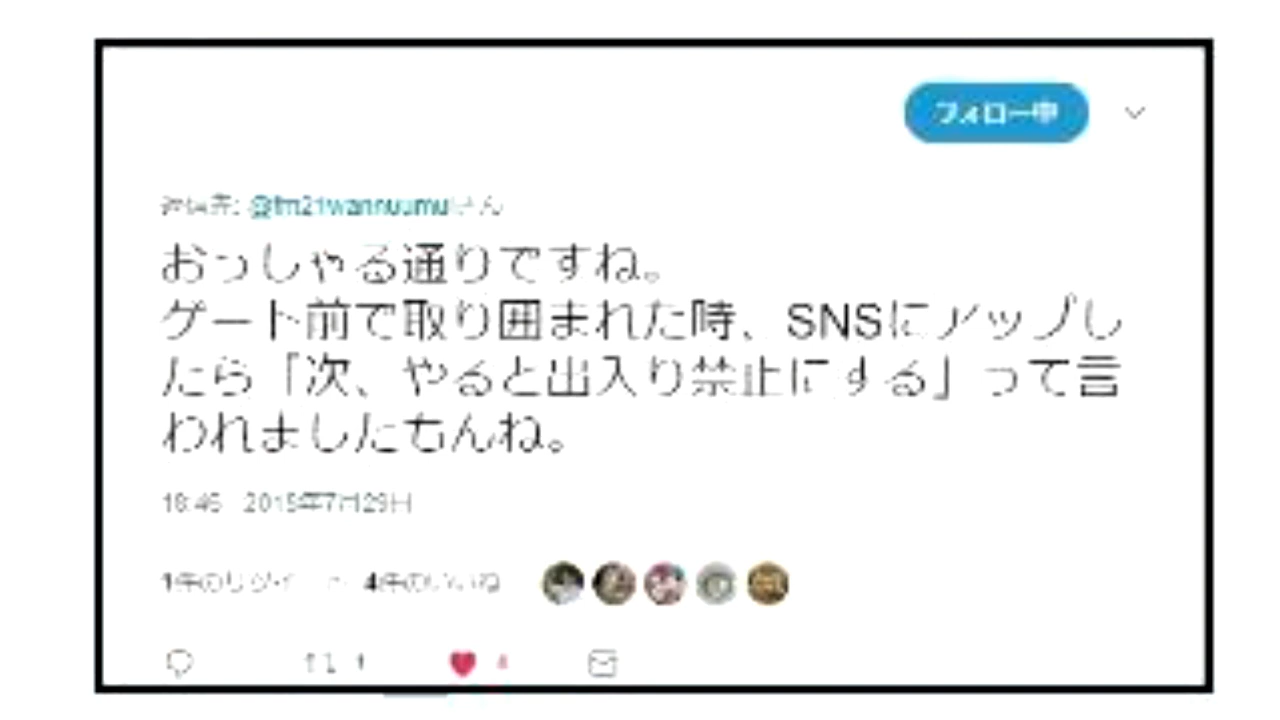 フォロー中
返信先: @fm21wannuumuさん
おっしゃる通りですね。
ゲート前で取り囲まれた時、SNSにアップし
たら「次、やると出入り禁止にする」って言
われましたもんね。
18:46 2015年7月29日
1件のリツイート 4件のいいね
1 4